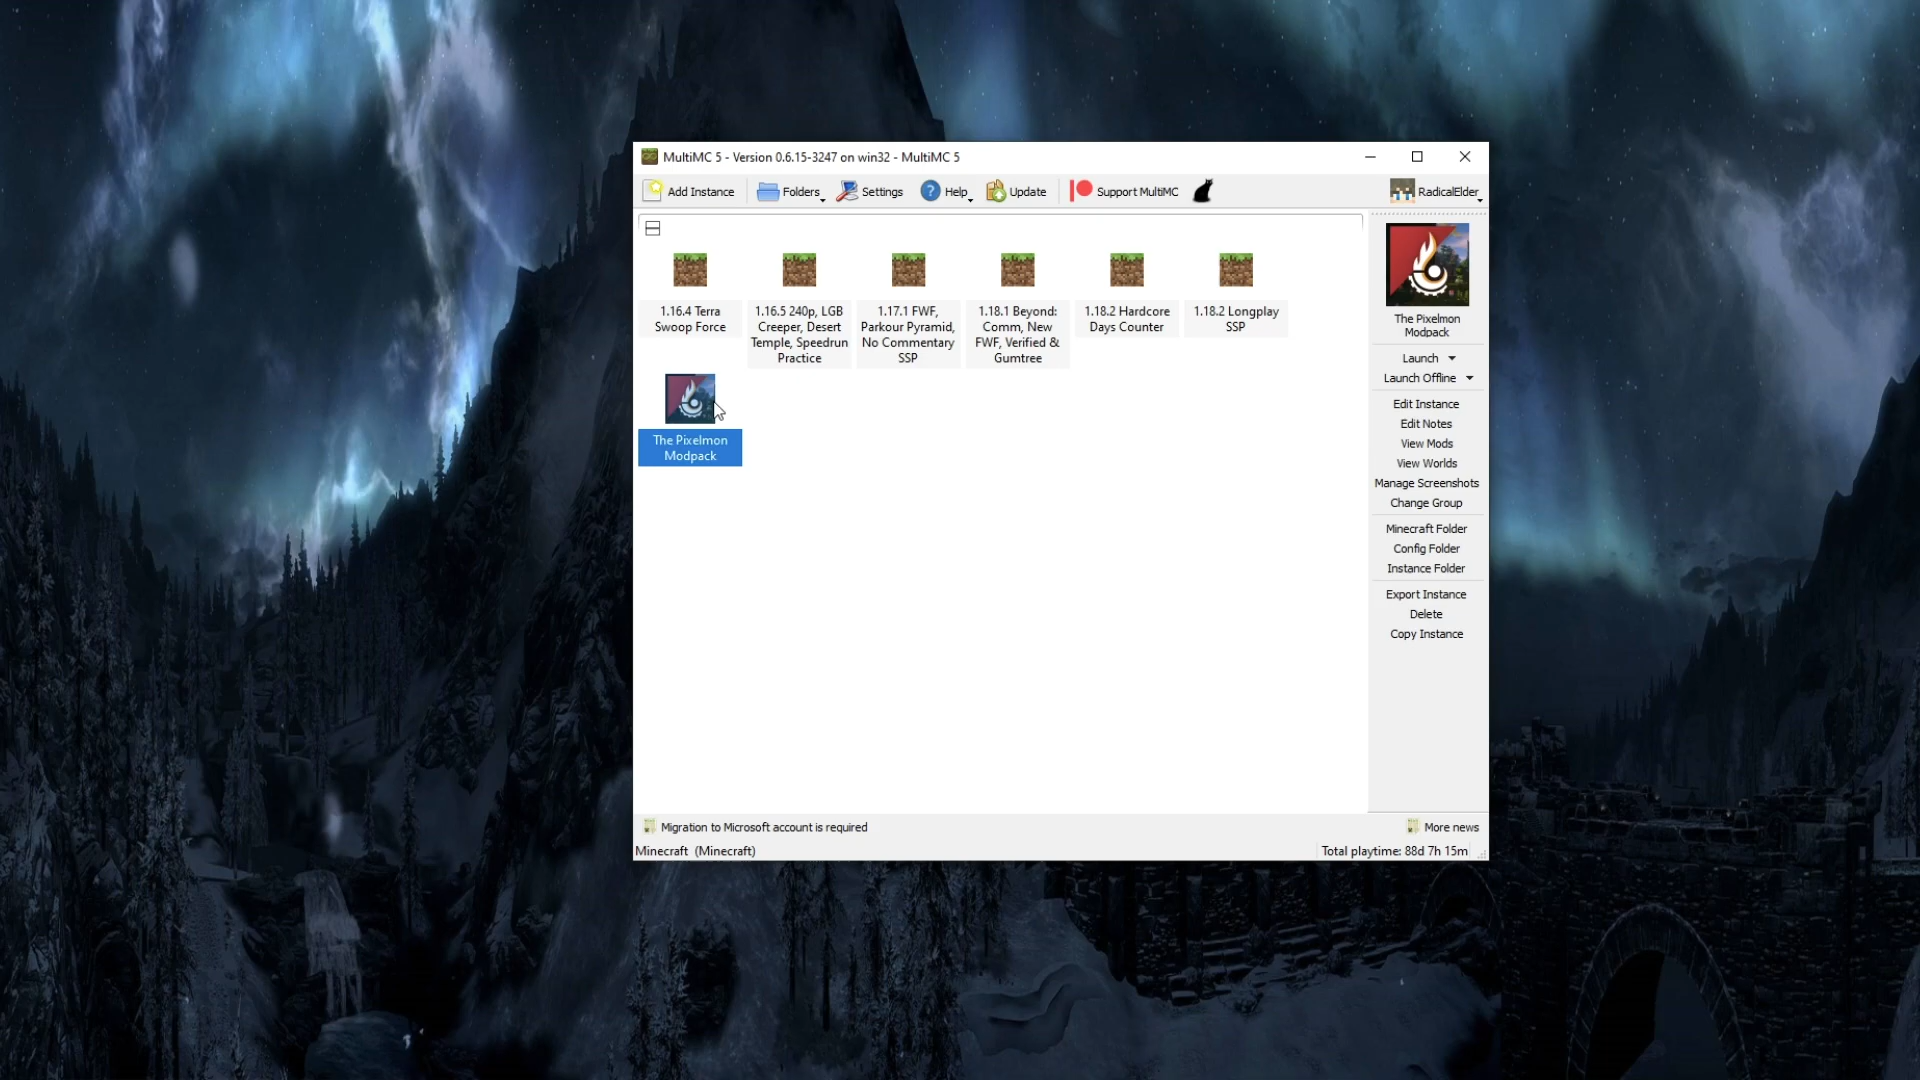 MultiMC 5 - Version 0.6.15-3247 on win32 - MultiMC 5
Add Instance
Folders
Settings
Help
Update
Support MultiMC
RadicalElder
1.16.4 Terra
Swoop Force
1.16.5 240p, LGB
Creeper, Desert
Temple, Speedrun
Practice
1.17.1 FWF,
Parkour Pyramid,
No Commentary
SSP
1.18.1 Beyond:
Comm, New
FWF, Verified &
Gumtree
1.18.2 Hardcore
Days Counter
1.18.2 Longplay
SSP
The Pixelmon
Modpack
The Pixelmon
Modpack
Launch
Launch Offline
Edit Instance
Edit Notes
View Mods
View Worlds
Manage Screenshots
Change Group
Minecraft Folder
Config Folder
Instance Folder
Export Instance
Delete
Copy Instance
Migration to Microsoft account is required
More news
Minecraft (Minecraft)
Total playtime: 88d 7h 15m